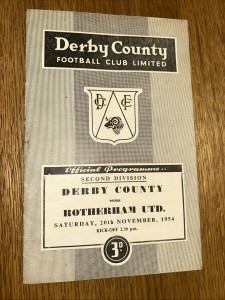 Derby County
FOOTBALL CLUB LIMITED
D C F C
Official Programme..
SECOND DIVISION
DERBY COUNTY
versus
ROTHERHAM UTD.
SATURDAY, 20th NOVEMBER, 1954
KICK-OFF 2.30 p.m.
3D